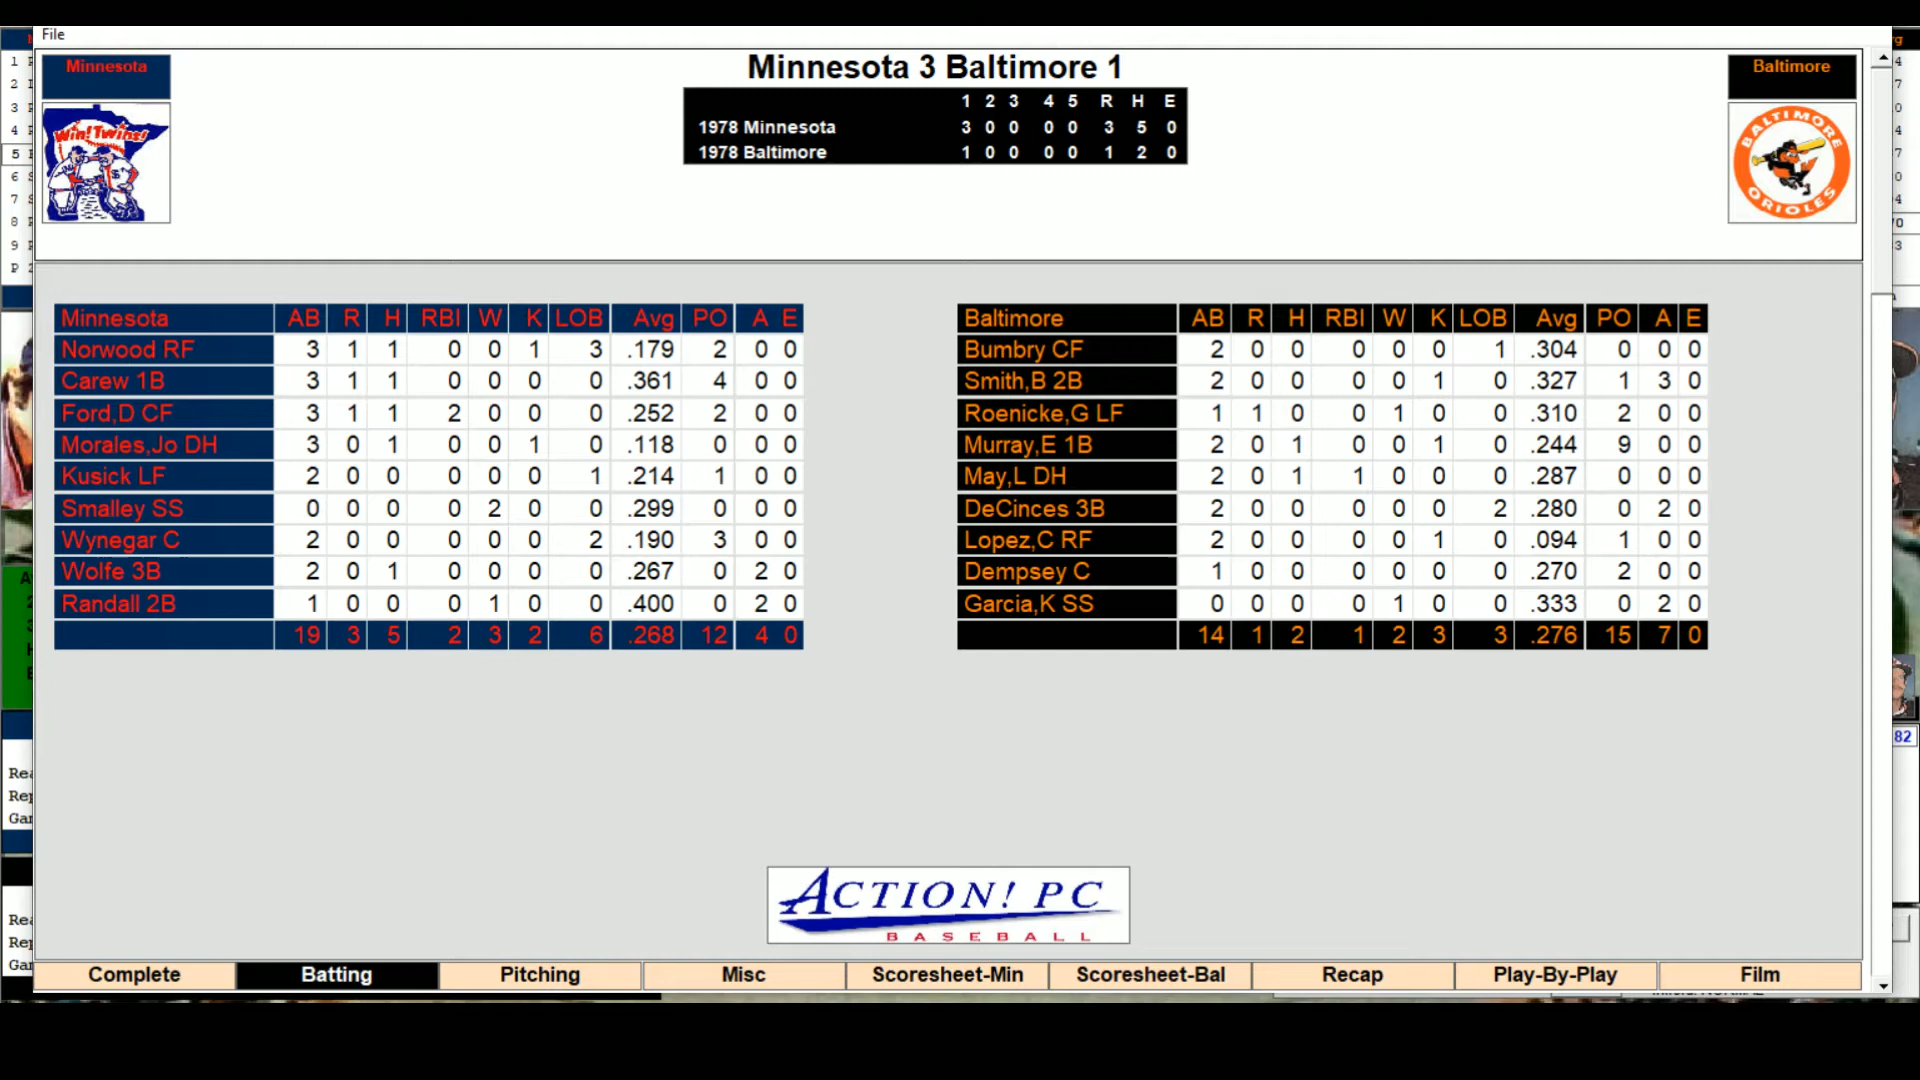 File
Minnesota
Minnesota 3 Baltimore 1
Baltimore
1 2 3 4 5 R H E
1978 Minnesota 3 0 0 0 0 3 5 0
1978 Baltimore 1 0 0 0 0 1 2 0
Win! Twins!
BALTIMORE
ORIOLES
Minnesota AB R H RBI W K LOB Avg PO A E
Norwood RF 3 1 1 0 0 1 3 .179 2 0 0
Carew 1B 3 1 1 0 0 0 0 .361 4 0 0
Ford,D CF 3 1 1 2 0 0 0 .252 2 0 0
Morales,Jo DH 3 0 1 0 0 1 0 .118 0 0 0
Kusick LF 2 0 0 0 0 0 1 .214 1 0 0
Smalley SS 0 0 0 0 2 0 0 .299 0 0 0
Wynegar C 2 0 0 0 0 0 2 .190 3 0 0
Wolfe 3B 2 0 1 0 0 0 0 .267 0 2 0
Randall 2B 1 0 0 0 1 0 0 .400 0 2 0
19 3 5 2 3 2 6 .268 12 4 0
Baltimore AB R H RBI W K LOB Avg PO A E
Bumbry CF 2 0 0 0 0 0 1 .304 0 0 0
Smith,B 2B 2 0 0 0 0 1 0 .327 1 3 0
Roenicke,G LF 1 1 0 0 1 0 0 .310 2 0 0
Murray,E 1B 2 0 1 0 0 1 0 .244 9 0 0
May,L DH 2 0 1 1 0 0 0 .287 0 0 0
DeCinces 3B 2 0 0 0 0 0 2 .280 0 2 0
Lopez,C RF 2 0 0 0 0 1 0 .094 1 0 0
Dempsey C 1 0 0 0 0 0 0 .270 2 0 0
Garcia,K SS 0 0 0 0 1 0 0 .333 0 2 0
14 1 2 1 2 3 3 .276 15 7 0
ACTION! PC
BASEBALL
Complete Batting Pitching Misc Scoresheet-Min Scoresheet-Bal Recap Play-By-Play Film
1
2
3
4
5
6
7
8
9
P 2
82